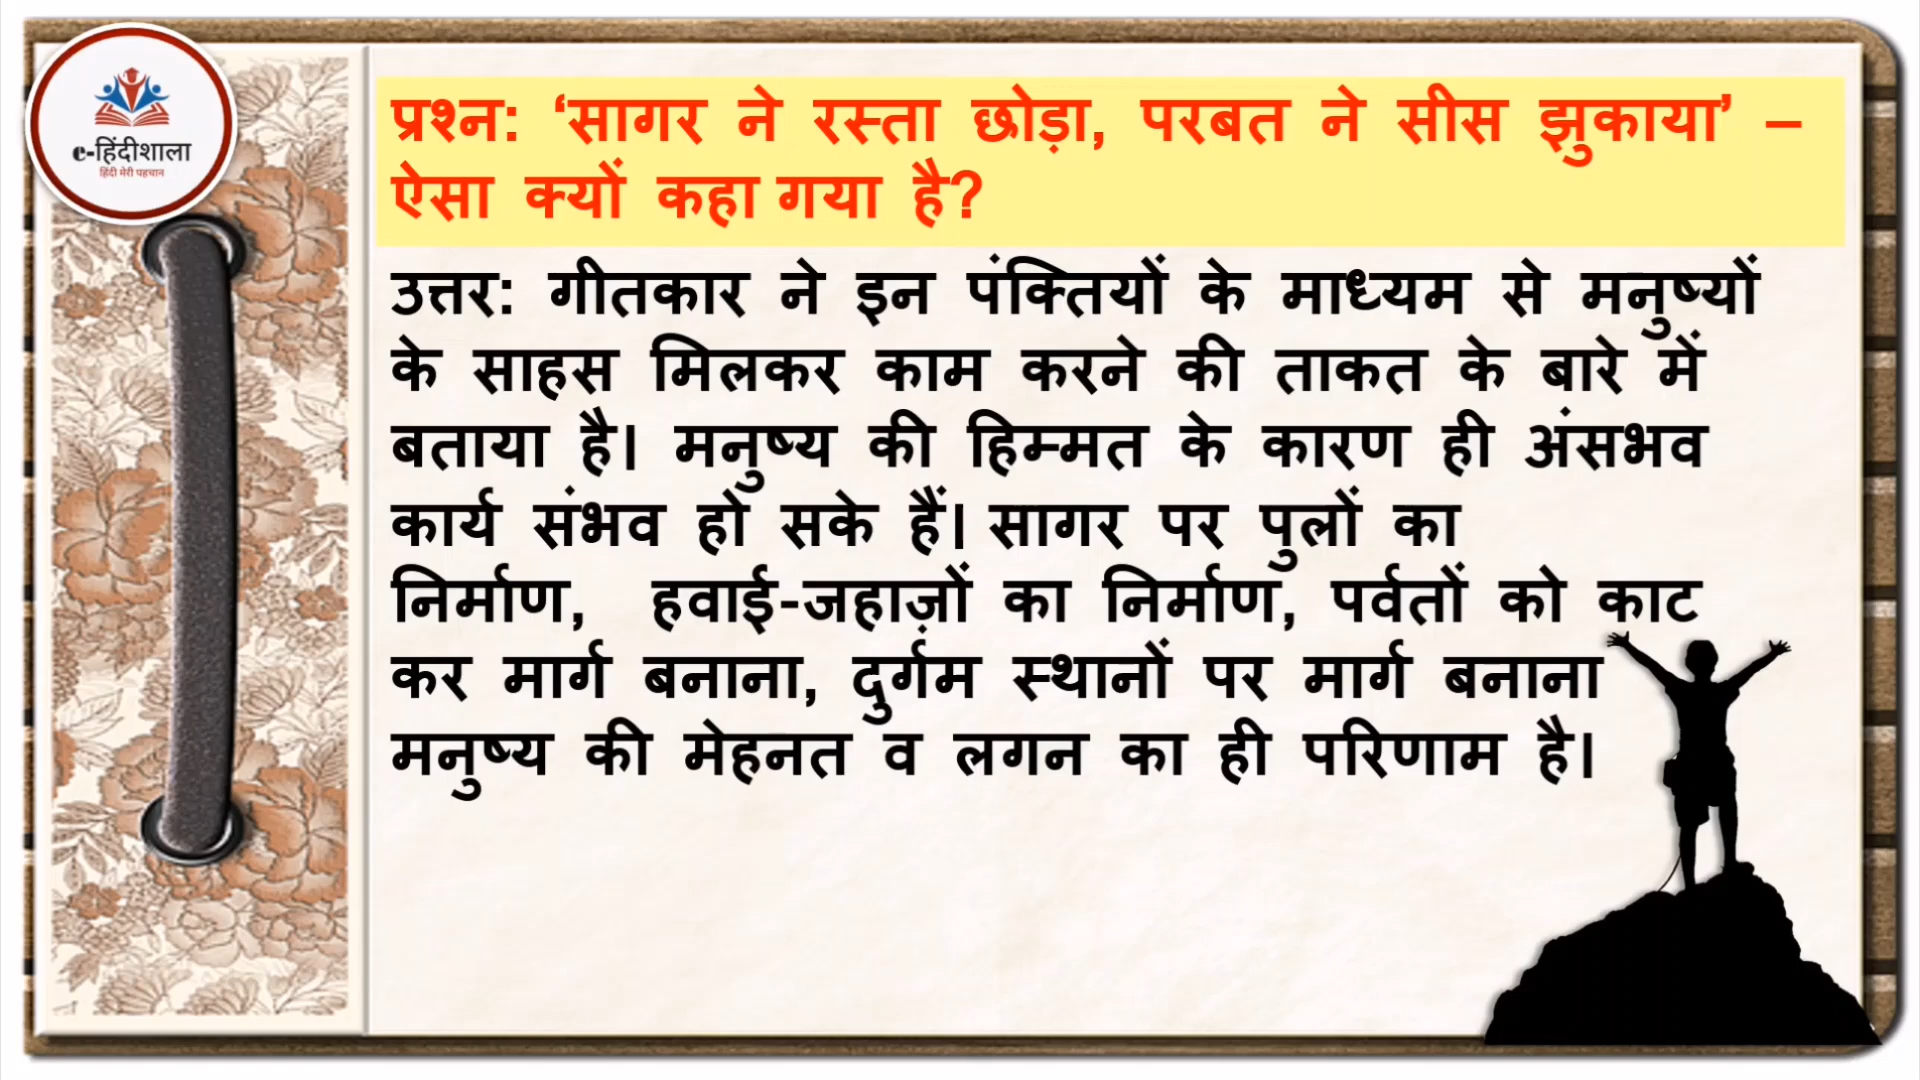 e-हिंदीशाला
हिंदी मेरी पहचान
प्रश्न: ‘सागर ने रस्ता छोड़ा, परबत ने सीस झुकाया’ –
ऐसा क्यों कहा गया है?
उत्तर: गीतकार ने इन पंक्तियों के माध्यम से मनुष्यों
के साहस मिलकर काम करने की ताकत के बारे में
बताया है। मनुष्य की हिम्मत के कारण ही अंसभव
कार्य संभव हो सके हैं। सागर पर पुलों का
निर्माण, हवाई-जहाज़ों का निर्माण, पर्वतों को काट
कर मार्ग बनाना, दुर्गम स्थानों पर मार्ग बनाना
मनुष्य की मेहनत व लगन का ही परिणाम है।